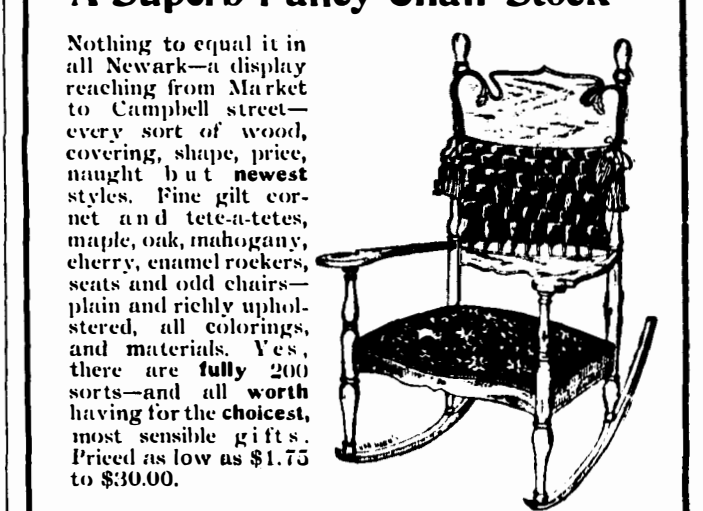 A Superb Fancy Chair Stock
Nothing to equal it in
all Newark—a display
reaching from Market
to Campbell street—
every sort of wood,
covering, shape, price,
naught but newest
styles. Fine gilt cor-
net and tete-a-tetes,
maple, oak, mahogany,
cherry, enamel rockers,
seats and odd chairs—
plain and richly uphol-
stered, all colorings,
and materials. Yes,
there are fully 200
sorts—and all worth
having for the choicest,
most sensible gifts.
Priced as low as $1.75
to $30.00.